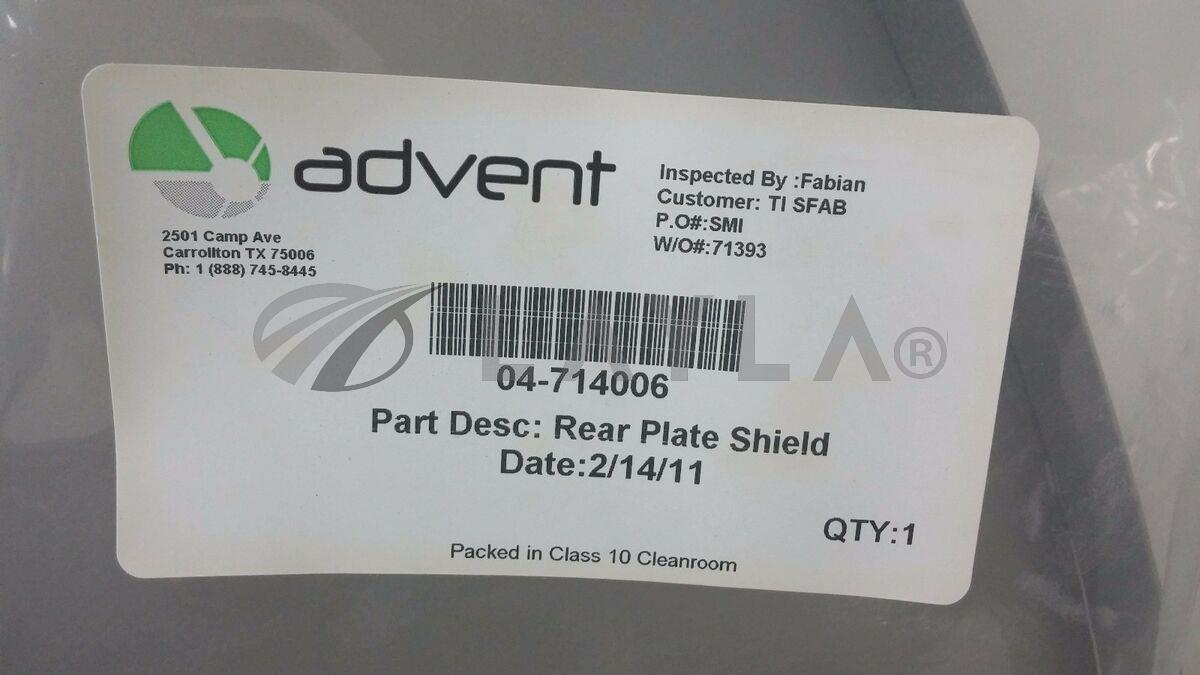 advent
2501 Camp Ave
Carrollton TX 75006
Ph: 1 (888) 745-8445
Inspected By :Fabian
Customer: TI SFAB
P.O#:SMI
W/O#:71393
04-714006
Part Desc: Rear Plate Shield
Date:2/14/11
QTY:1
Packed in Class 10 Cleanroom